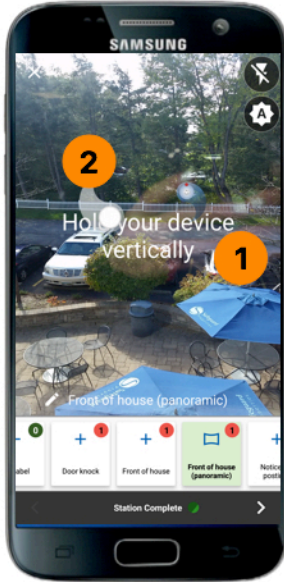 SAMSUNG
A
2
Hold your device
vertically
1
Front of house (panoramic)
0
1
1
1
abel
Door knock
Front of house
Front of house
(panoramic)
Notice
posti
Station Complete